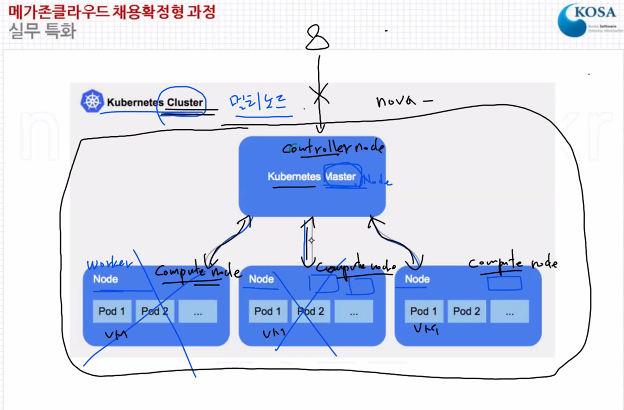 메가존클라우드 채용확정형 과정
실무 특화
KOSA
Kubernetes Cluster
멀티노드
nova -
Controller node
Kubernetes Master
Node
worker
Compute node
Compute node
Compute node
Node
Node
Node
Pod 1
Pod 2
...
Pod 1
Pod 2
...
Pod 1
Pod 2
...
VM
VM
VM